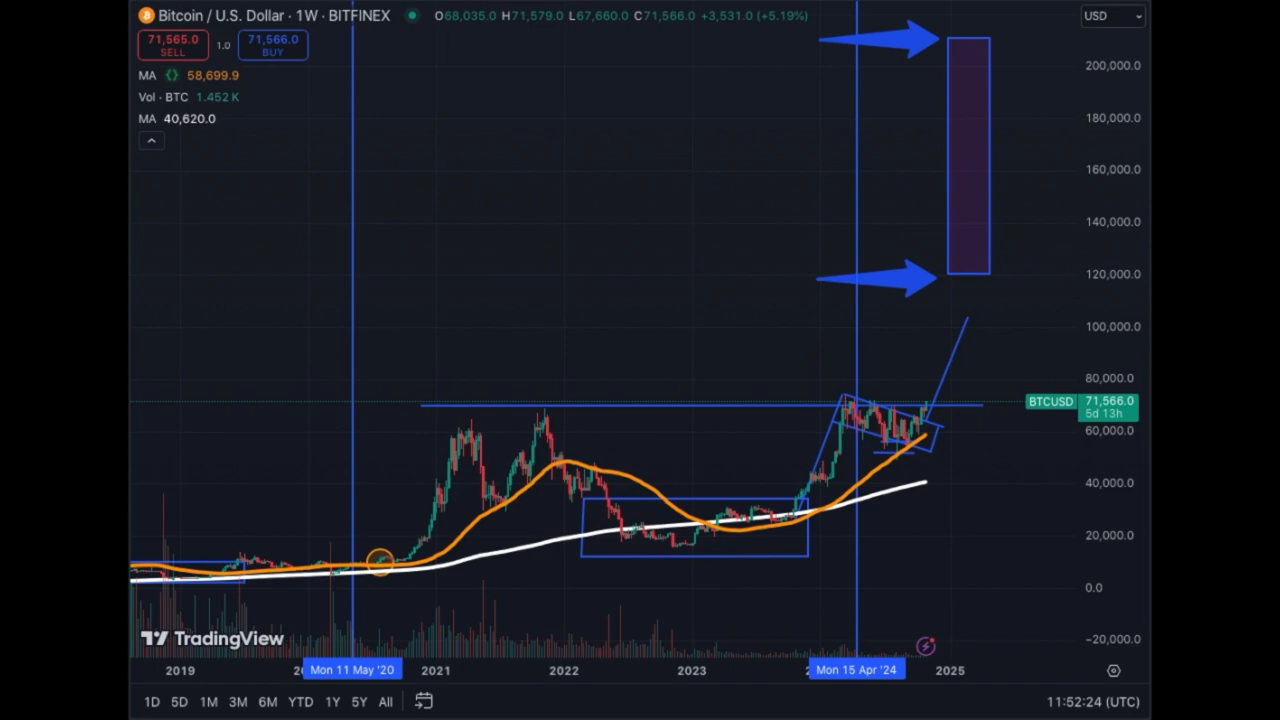 Bitcoin / U.S. Dollar · 1W · BITFINEX O68,035.0 H71,579.0 L67,660.0 C71,566.0 +3,531.0 (+5.19%)
USD
71,565.0
SELL
1.0
71,566.0
BUY
MA 58,699.9
Vol · BTC 1.452 K
MA 40,620.0
200,000.0
180,000.0
160,000.0
140,000.0
120,000.0
100,000.0
80,000.0
BTCUSD 71,566.0
5d 13h
60,000.0
40,000.0
20,000.0
0.0
−20,000.0
TradingView
2019 Mon 11 May '20 2021 2022 2023 Mon 15 Apr '24 2025
1D 5D 1M 3M 6M YTD 1Y 5Y All 11:52:24 (UTC)